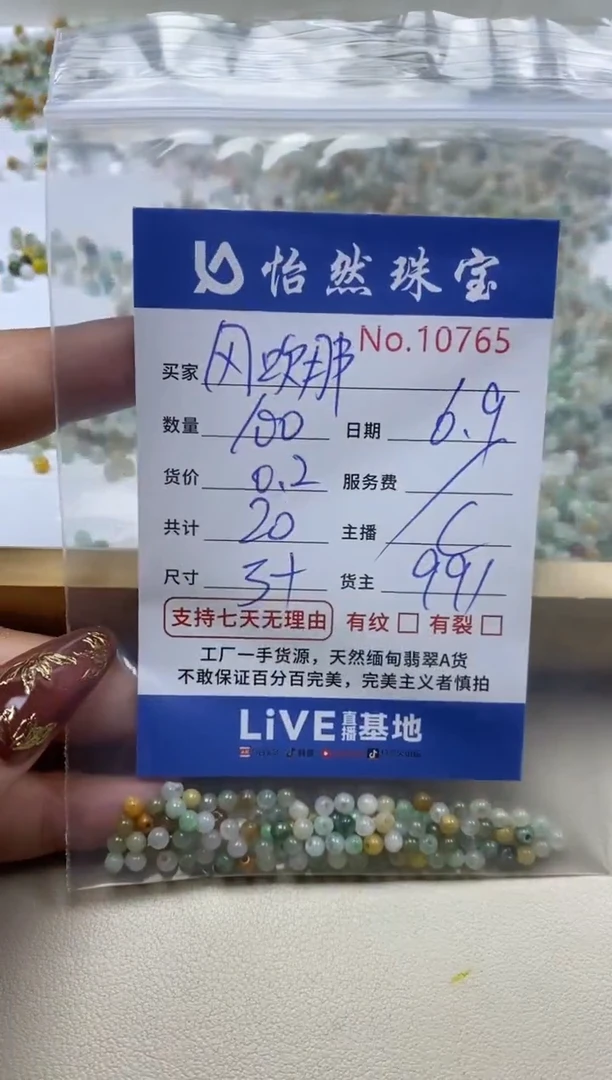 怡然珠宝
No.10765
买家 风吹那
数量 100 日期 6.9
货价 0.2 服务费 /
共计 20 主播 C
尺寸 3+ 货主 991
支持七天无理由 有纹 □ 有裂 □
工厂一手货源，天然缅甸翡翠A货
不敢保证百分百完美，完美主义者慎拍
LiVE直播基地